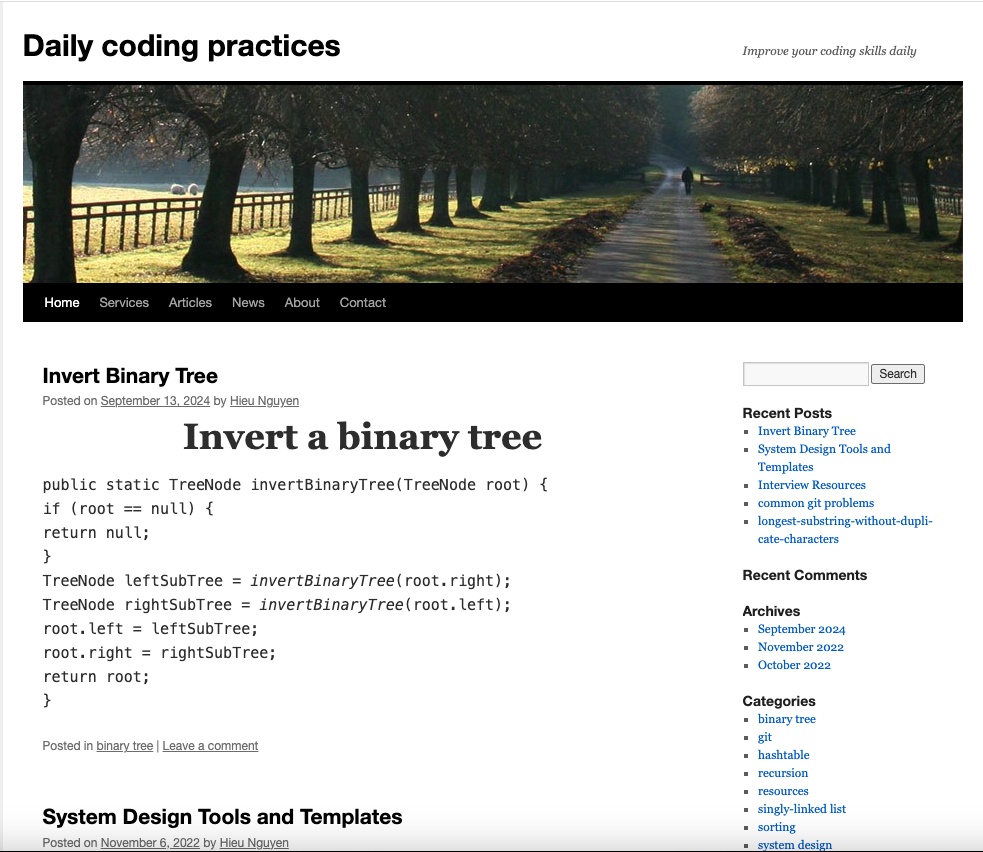 Daily coding practices
Improve your coding skills daily
Home Services Articles News About Contact
Invert Binary Tree
Posted on September 13, 2024 by Hieu Nguyen
Invert a binary tree
public static TreeNode invertBinaryTree(TreeNode root) {
if (root == null) {
return null;
}
TreeNode leftSubTree = invertBinaryTree(root.right);
TreeNode rightSubTree = invertBinaryTree(root.left);
root.left = leftSubTree;
root.right = rightSubTree;
return root;
}
Posted in binary tree | Leave a comment
System Design Tools and Templates
Posted on November 6, 2022 by Hieu Nguyen
Search
Recent Posts
Invert Binary Tree
System Design Tools and
Templates
Interview Resources
common git problems
longest-substring-without-dupli-
cate-characters
Recent Comments
Archives
September 2024
November 2022
October 2022
Categories
binary tree
git
hashtable
recursion
resources
singly-linked list
sorting
system design